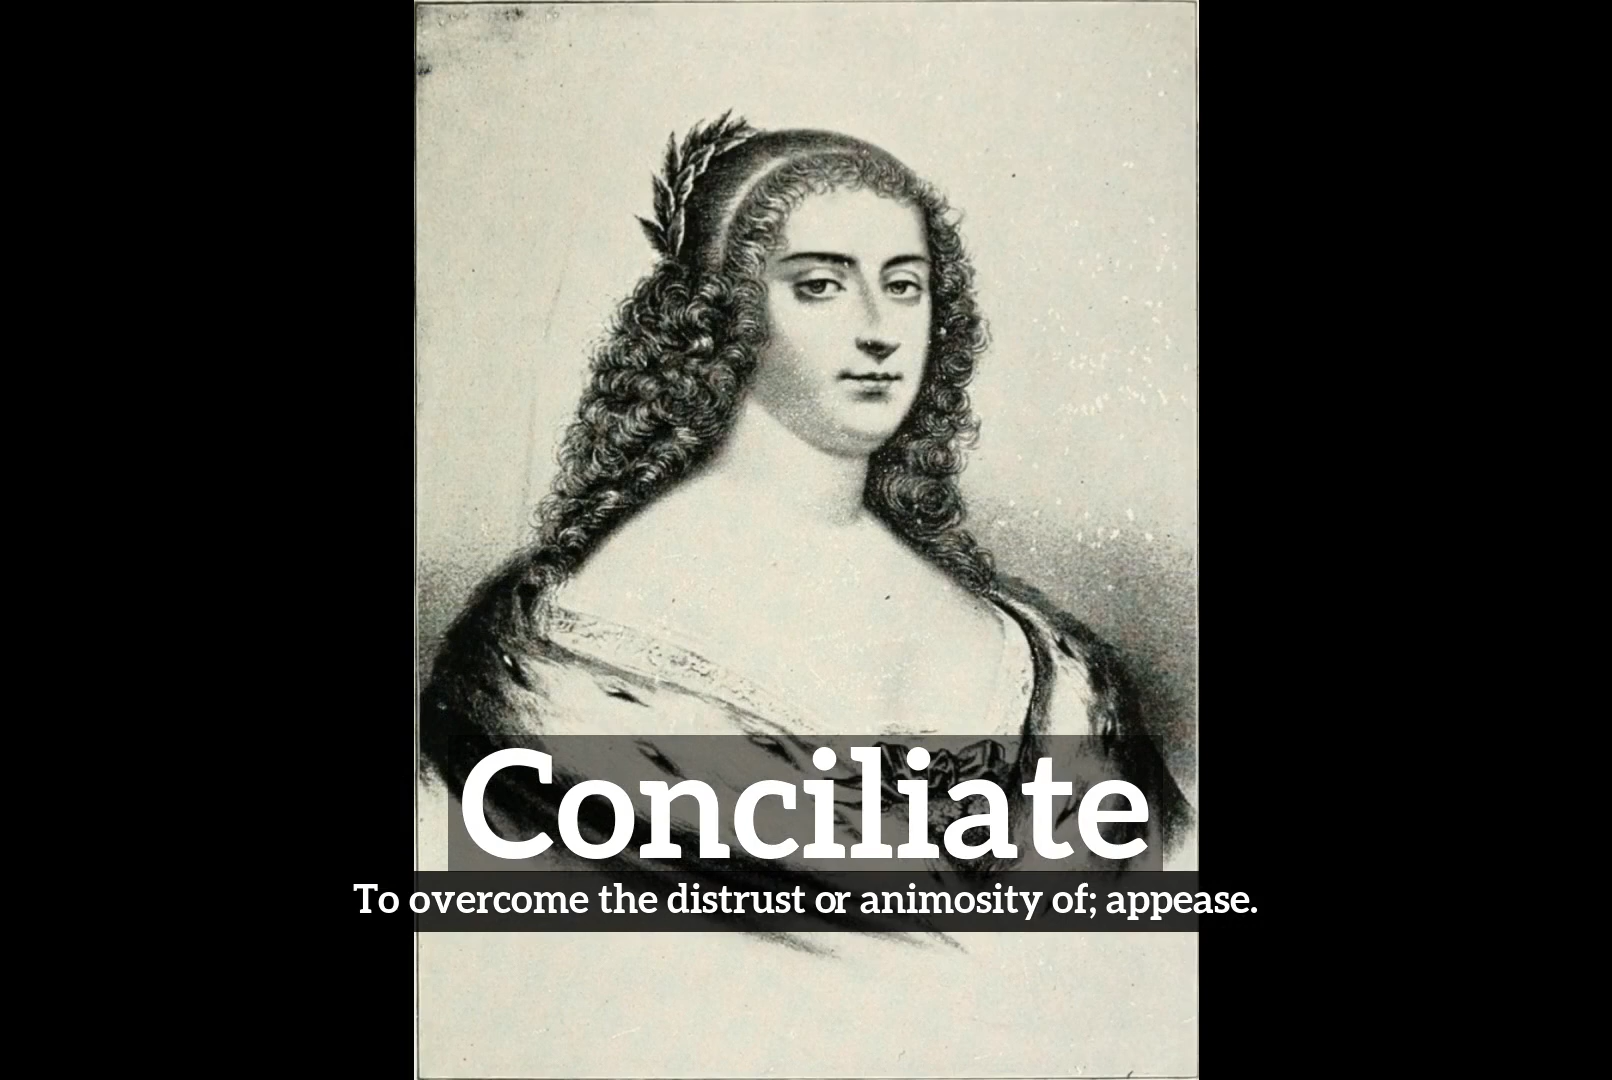 Conciliate
To overcome the distrust or animosity of; appease.